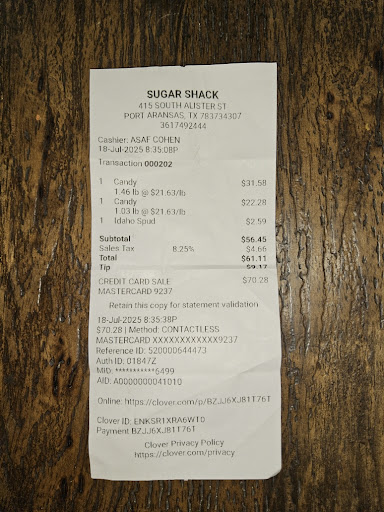 SUGAR SHACK
415 SOUTH ALISTER ST
PORT ARANSAS, TX 783734307
3617492444
Cashier: ASAF COHEN
18-Jul-2025 8:35:08P
Transaction 000202
1 Candy $31.58
1.46 lb @ $21.63/lb
1 Candy $22.28
1.03 lb @ $21.63/lb
1 Idaho Spud $2.59
Subtotal $56.45
Sales Tax 8.25% $4.66
Total $61.11
Tip $9.17
CREDIT CARD SALE $70.28
MASTERCARD 9237
Retain this copy for statement validation
18-Jul-2025 8:35:38P
$70.28 | Method: CONTACTLESS
MASTERCARD XXXXXXXXXXXX9237
Reference ID: 520000644473
Auth ID: 01847Z
MID: ***********6499
AID: A0000000041010
Online: https://clover.com/p/BZJJ6XJ81T76T
Clover ID: ENKSR1XRA6WT0
Payment BZJJ6XJ81T76T
Clover Privacy Policy
https://clover.com/privacy